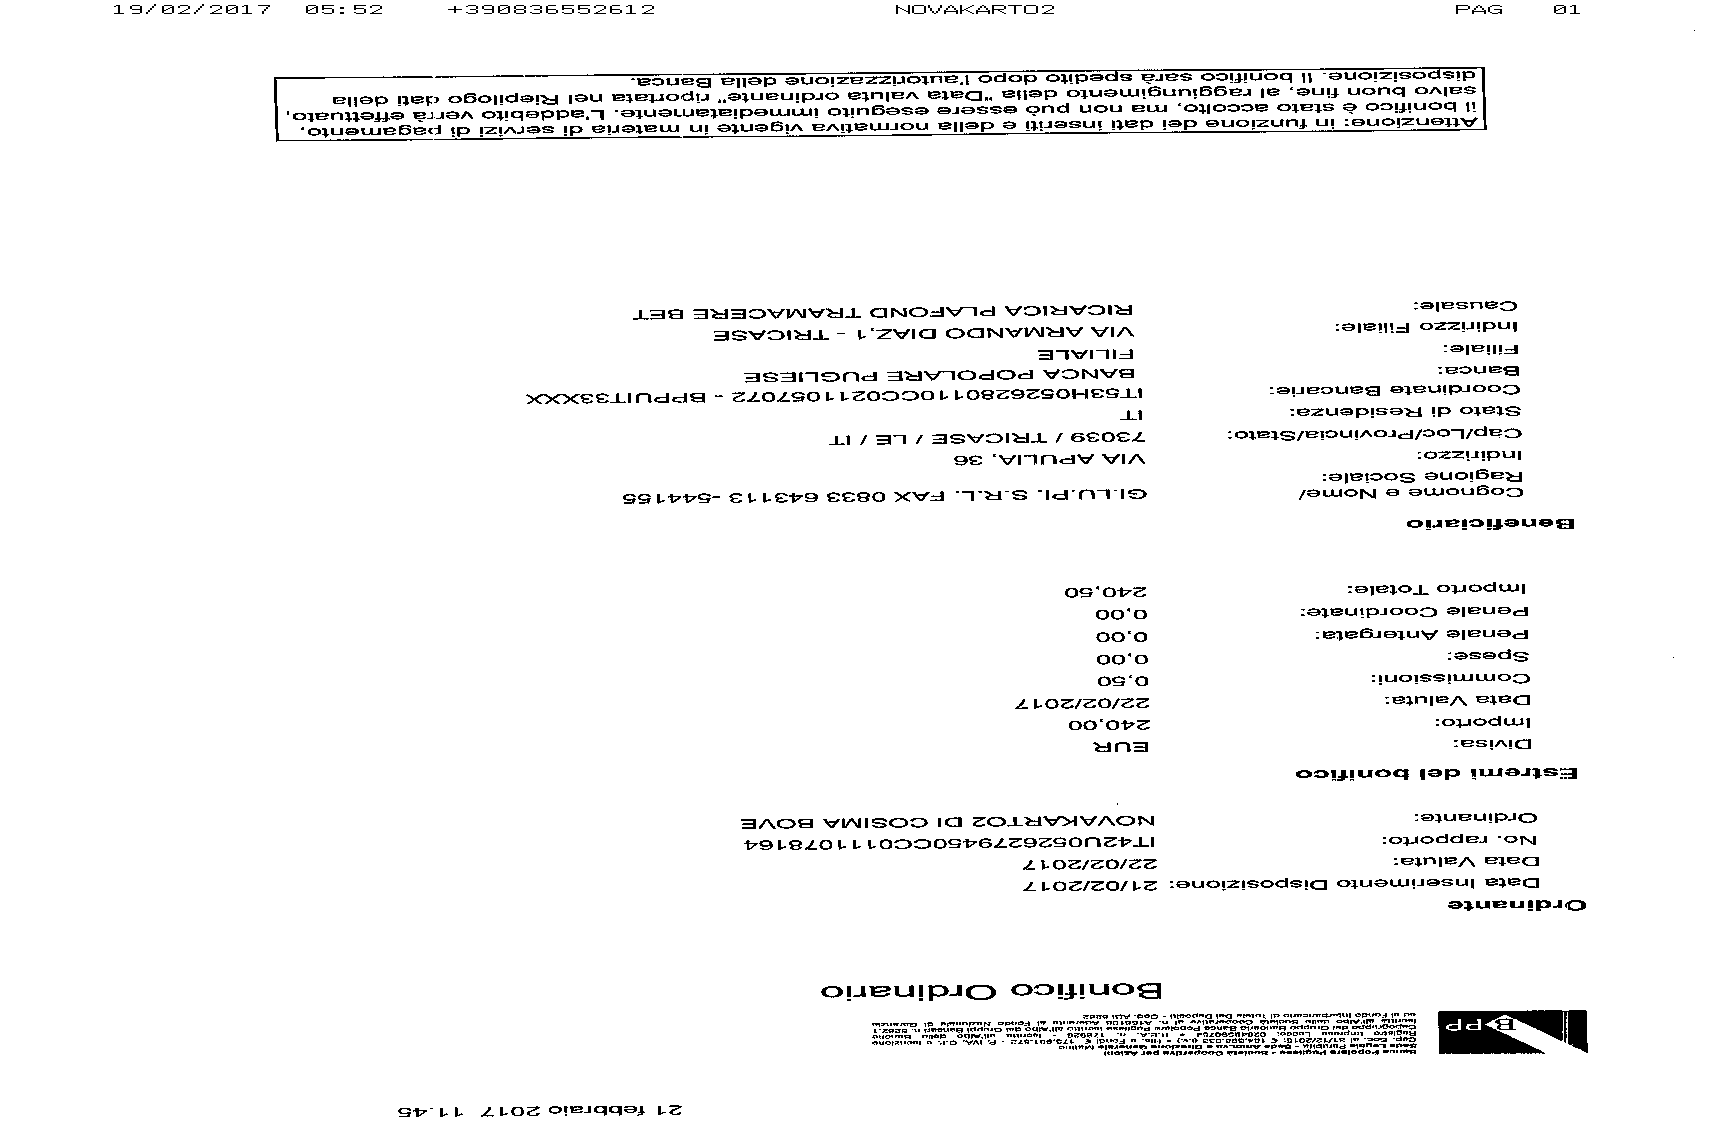 19/02/2017 05:52 +390836552612 NOVAKARTO2 PAG 01
21 febbraio 2017 11.45
BPP
Banca Popolare Pugliese - Società Cooperativa per Azioni
Bonifico Ordinario
Ordinante
Data Inserimento Disposizione: 21/02/2017
Data Valuta: 22/02/2017
No. rapporto: IT42U0526279450CC0111078164
Ordinante: NOVAKARTO2 DI COSIMA BOVE
Estremi del bonifico
Divisa: EUR
Importo: 240,00
Data Valuta: 22/02/2017
Commissioni: 0,50
Spese: 0,00
Penale Antergata: 0,00
Penale Coordinate: 0,00
Importo Totale: 240,50
Beneficiario
Cognome e Nome/ GI.LU.PI. S.R.L. FAX 0833 643113 -544155
Ragione Sociale:
Indirizzo: VIA APULIA, 36
Cap/Loc/Provincia/Stato: 73039 / TRICASE / LE / IT
Stato di Residenza: IT
Coordinate Bancarie: IT53H0526280110CC0211057072 - BPPUIT33XXX
Banca: BANCA POPOLARE PUGLIESE
Filiale: FILIALE
Indirizzo Filiale: VIA ARMANDO DIAZ,1 - TRICASE
Causale: RICARICA PLAFOND TRAMACERE BET
Attenzione: in funzione dei dati inseriti e della normativa vigente in materia di servizi di pagamento,
il bonifico è stato accolto, ma non può essere eseguito immediatamente. L'addebito verrà effettuato,
salvo buon fine, al raggiungimento della "Data valuta ordinante" riportata nel Riepilogo dati della
disposizione. Il bonifico sarà spedito dopo l'autorizzazione della Banca.